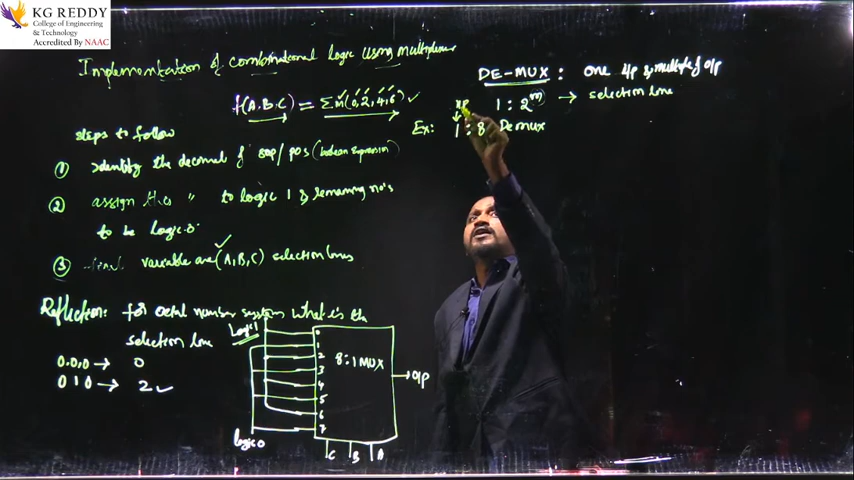 KG REDDY
College of Engineering
& Technology
Accredited By NAAC
Implementation of combinational logic using multiplexer
f(A.B.C) = Σm(0,2,4,6)
steps to follow
① identify the decimal of sop/pos (boolean Expression)
② assign this " to logic 1 & remaining no's
to be logic 0
③ variable are (A,B,C) selection lines
Reflection: for octal number system what is th
selection line
0.0.0 → 0
0 1 0 → 2
Logic 1
0
1
2
3
4
5
6
7
8:1 MUX
O/p
logic 0
C B A
DE-MUX : one i/p & multiple of o/p
1 : 2^m → selection line
i/p
Ex: 1 : 8 Demux